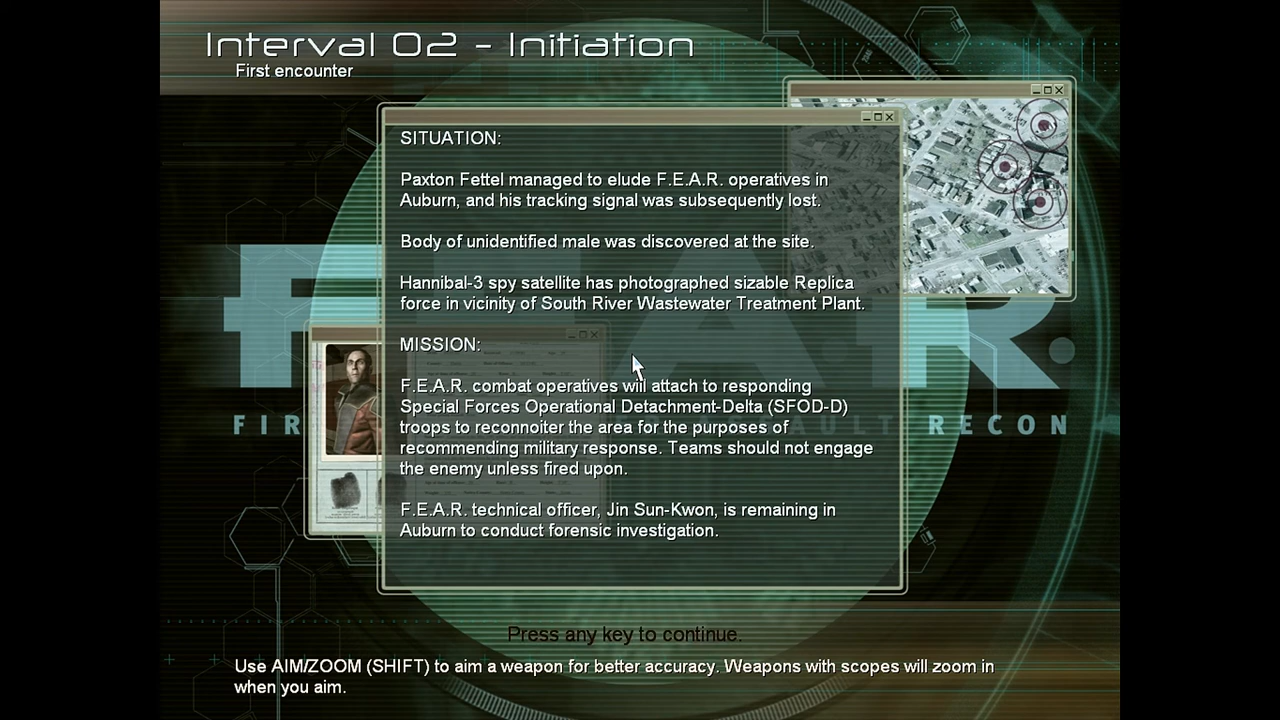 Interval 02 - Initiation
First encounter
SITUATION:
Paxton Fettel managed to elude F.E.A.R. operatives in
Auburn, and his tracking signal was subsequently lost.
Body of unidentified male was discovered at the site.
Hannibal-3 spy satellite has photographed sizable Replica
force in vicinity of South River Wastewater Treatment Plant.
MISSION:
F.E.A.R. combat operatives will attach to responding
Special Forces Operational Detachment-Delta (SFOD-D)
troops to reconnoiter the area for the purposes of
recommending military response. Teams should not engage
the enemy unless fired upon.
F.E.A.R. technical officer, Jin Sun-Kwon, is remaining in
Auburn to conduct forensic investigation.
F.E.A.R.
RECON
Press any key to continue.
Use AIM/ZOOM (SHIFT) to aim a weapon for better accuracy. Weapons with scopes will zoom in
when you aim.